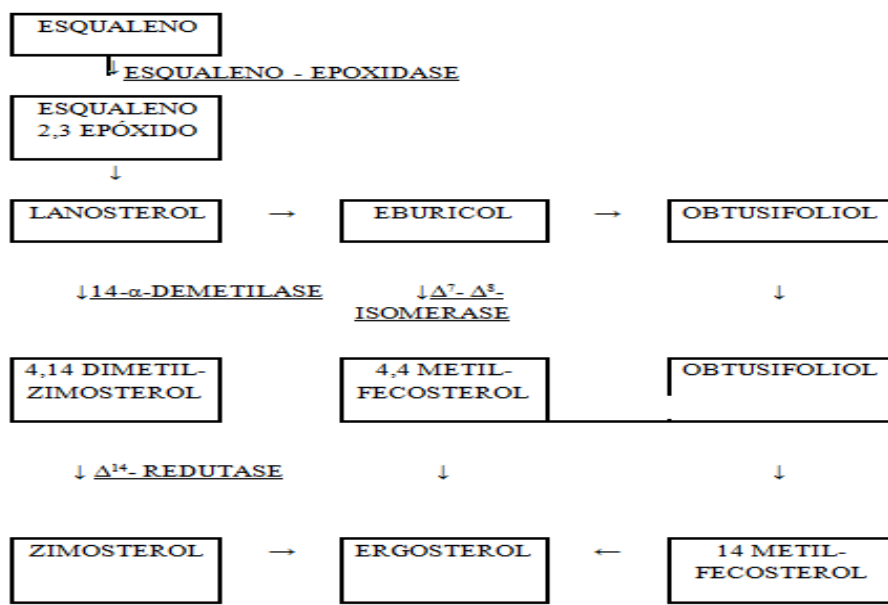 ESQUALENO
↓ ESQUALENO - EPOXIDASE
ESQUALENO
2,3 EPÓXIDO
↓
LANOSTEROL → EBURICOL → OBTUSIFOLIOL
↓14-α-DEMETILASE ↓Δ⁷- Δ⁸- ↓
ISOMERASE
4,14 DIMETIL- 4,4 METIL- OBTUSIFOLIOL
ZIMOSTEROL FECOSTEROL
↓ Δ¹⁴- REDUTASE ↓ ↓
ZIMOSTEROL → ERGOSTEROL ← 14 METIL-
FECOSTEROL